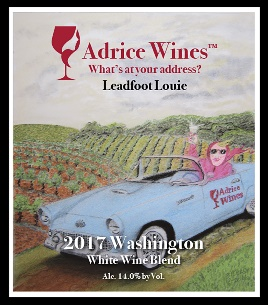 Adrice Wines™
What's at your address?
Leadfoot Louie
Adrice
Wines
2017 Washington
White Wine Blend
Alc. 14.0% by Vol.